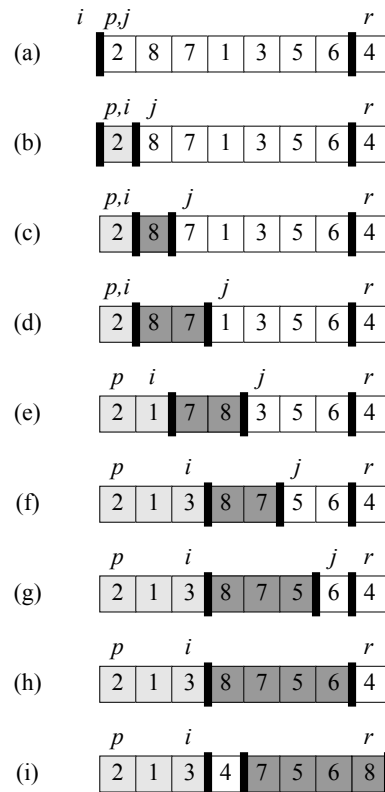 i p,j r
(a) 2 8 7 1 3 5 6 4
p,i j r
(b) 2 8 7 1 3 5 6 4
p,i j r
(c) 2 8 7 1 3 5 6 4
p,i j r
(d) 2 8 7 1 3 5 6 4
p i j r
(e) 2 1 7 8 3 5 6 4
p i j r
(f) 2 1 3 8 7 5 6 4
p i j r
(g) 2 1 3 8 7 5 6 4
p i r
(h) 2 1 3 8 7 5 6 4
p i r
(i) 2 1 3 4 7 5 6 8